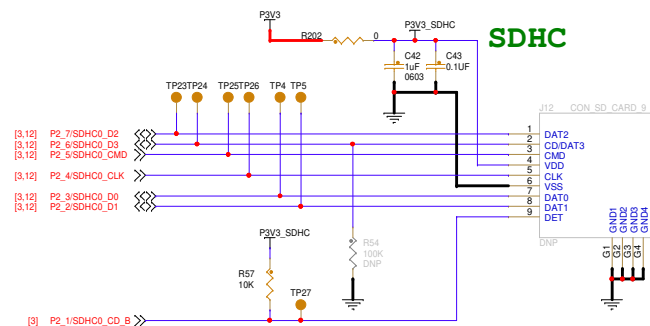 P3V3
R202
0
P3V3_SDHC
SDHC
C42
1uF
0603
C43
0.1UF
TP23 TP24 TP25 TP26 TP4 TP5
J12 CON_SD_CARD_9
[3,12] P2_7/SDHC0_D2 1 DAT2
[3,12] P2_6/SDHC0_D3 2 CD/DAT3
[3,12] P2_5/SDHC0_CMD 3 CMD
4 VDD
[3,12] P2_4/SDHC0_CLK 5 CLK
6 VSS
[3,12] P2_3/SDHC0_D0 7 DAT0
[3,12] P2_2/SDHC0_D1 8 DAT1
9 DET
GND1
GND2
GND3
GND4
DNP
G1
G2
G3
G4
P3V3_SDHC
R54
100K
DNP
R57
10K
TP27
[3] P2_1/SDHC0_CD_B